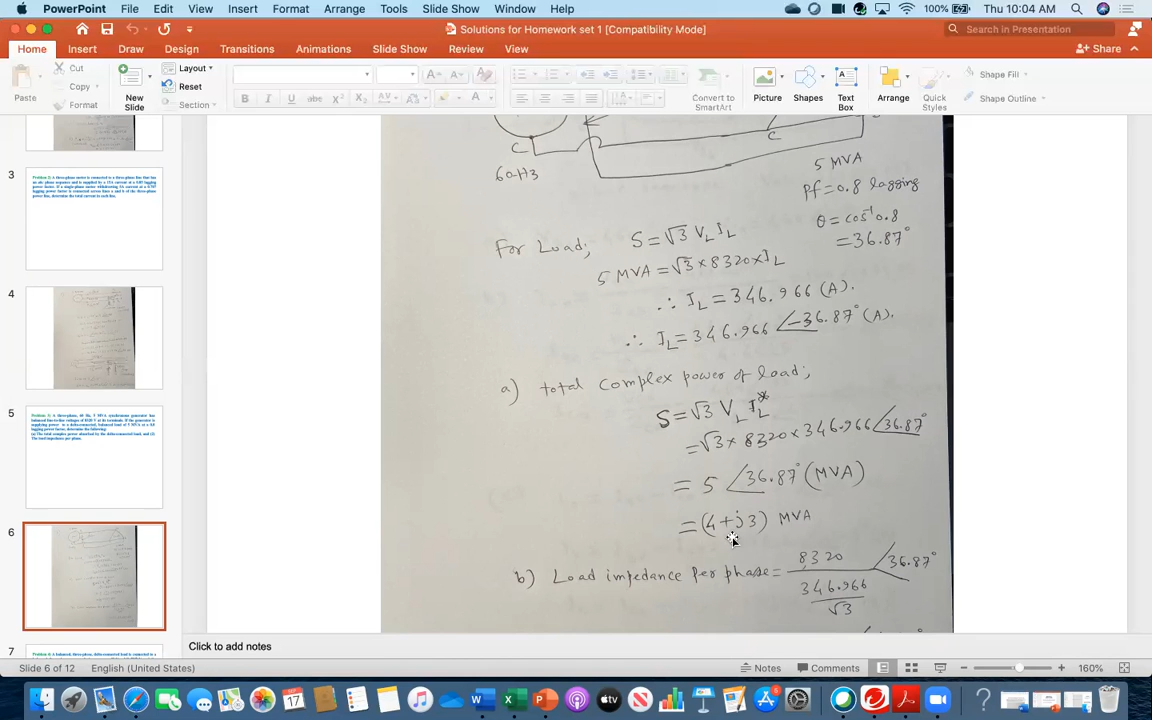 PowerPoint File Edit View Insert Format Arrange Tools Slide Show Window Help 100% Thu 10:04 AM
Solutions for Homework set 1 [Compatibility Mode]
Search in Presentation
Home Insert Draw Design Transitions Animations Slide Show Review View
Share
Paste
Cut
Copy
Format
New Slide
Layout
Reset
Section
Convert to SmartArt
Picture
Shapes
Text Box
Arrange
Quick Styles
Shape Fill
Shape Outline
3
4
5
6
7
C
C
60Hz
5 MVA
pf=0.8 lagging
θ = cos⁻¹0.8
=36.87°
For Load; S=√3 V_L I_L
5 MVA =√3×8320×I_L
∴ I_L = 346.966 (A).
∴ I_L=346.966 ∠-36.87° (A).
a) total complex power of load;
S=√3 V_L I_L*
=√3×8320×346.966∠36.87°
= 5 ∠36.87° (MVA)
=(4+j3) MVA
b) Load impedance per phase= 8320 / (346.966/√3) ∠36.87°
Click to add notes
Slide 6 of 12 English (United States) Notes Comments 160%
JAN 17